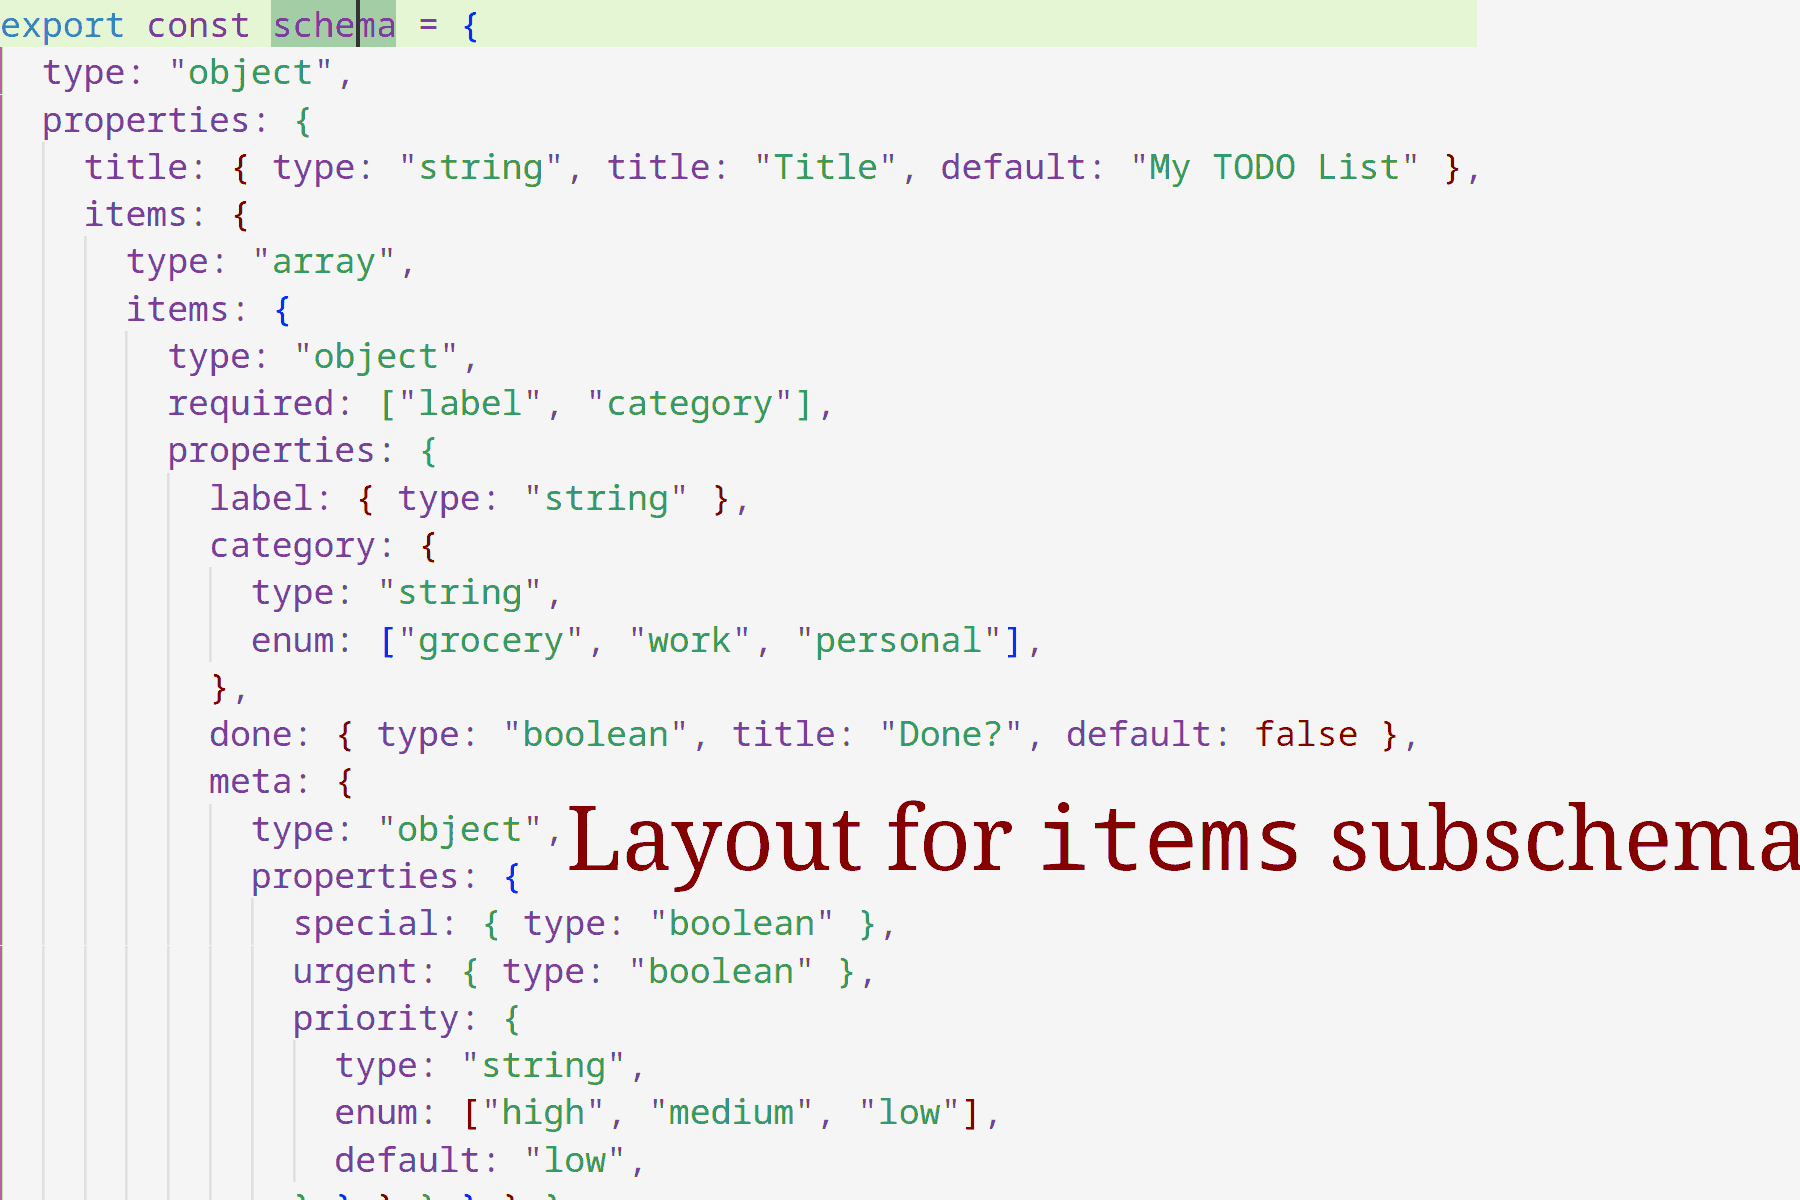 export const schema = {
type: "object",
properties: {
title: { type: "string", title: "Title", default: "My TODO List" },
items: {
type: "array",
items: {
type: "object",
required: ["label", "category"],
properties: {
label: { type: "string" },
category: {
type: "string",
enum: ["grocery", "work", "personal"],
},
done: { type: "boolean", title: "Done?", default: false },
meta: {
type: "object",
Layout for items subschema
properties: {
special: { type: "boolean" },
urgent: { type: "boolean" },
priority: {
type: "string",
enum: ["high", "medium", "low"],
default: "low",